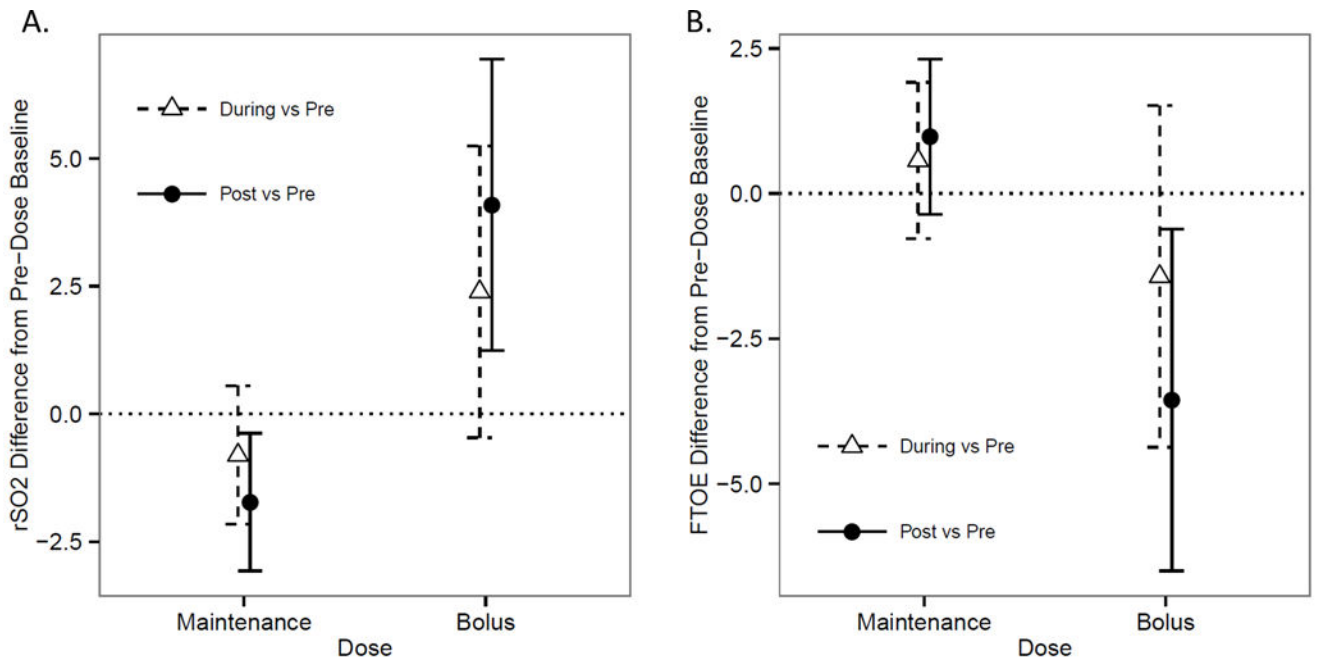 A.
rSO2 Difference from Pre−Dose Baseline
5.0
2.5
0.0
−2.5
During vs Pre
Post vs Pre
Maintenance
Bolus
Dose
B.
FTOE Difference from Pre−Dose Baseline
2.5
0.0
−2.5
−5.0
During vs Pre
Post vs Pre
Maintenance
Bolus
Dose